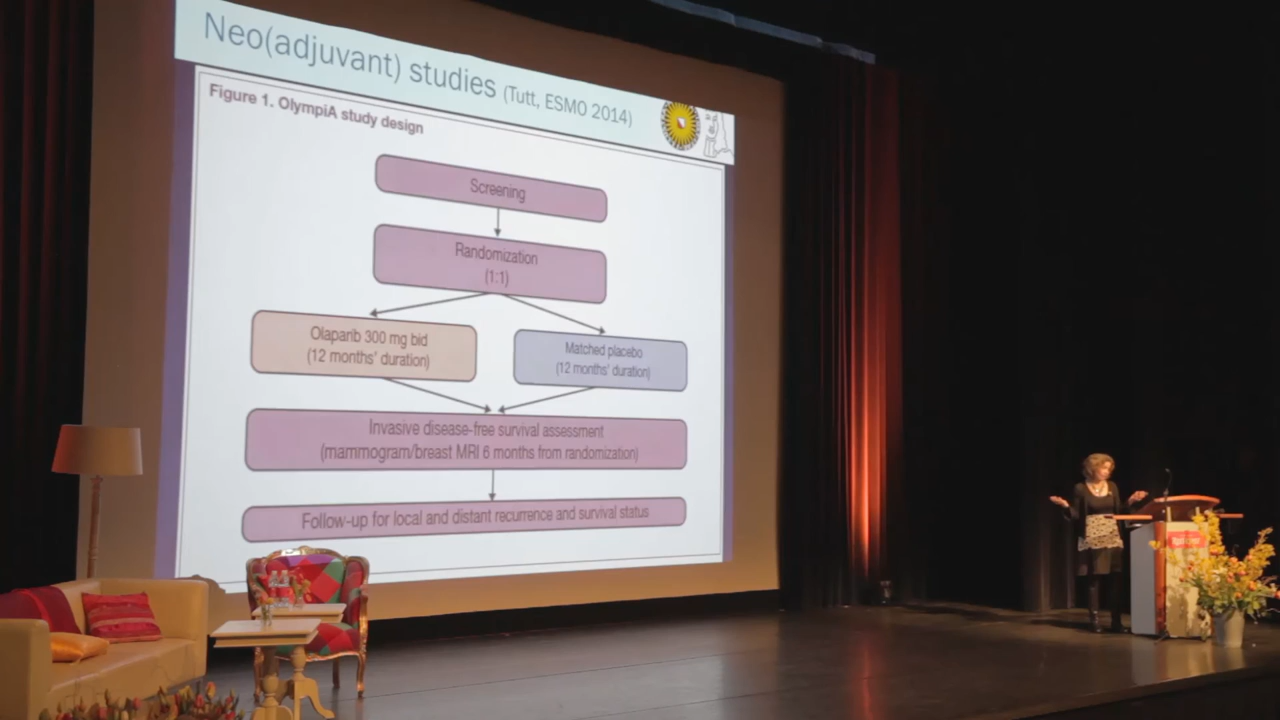 Neo(adjuvant) studies (Tutt, ESMO 2014)
Figure 1. OlympiA study design
Screening
Randomization
(1:1)
Olaparib 300 mg bid
(12 months' duration)
Matched placebo
(12 months' duration)
Invasive disease-free survival assessment
(mammogram/breast MRI 6 months from randomization)
Follow-up for local and distant recurrence and survival status